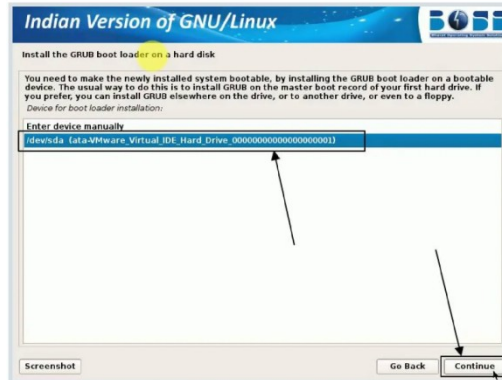 Indian Version of GNU/Linux
BOSS
Install the GRUB boot loader on a hard disk
You need to make the newly installed system bootable, by installing the GRUB boot loader on a bootable
device. The usual way to do this is to install GRUB on the master boot record of your first hard drive. If
you prefer, you can install GRUB elsewhere on the drive, or to another drive, or even to a floppy.
Device for boot loader installation:
Enter device manually
/dev/sda (ata-VMware_Virtual_IDE_Hard_Drive_00000000000000000001)
Screenshot
Go Back
Continue